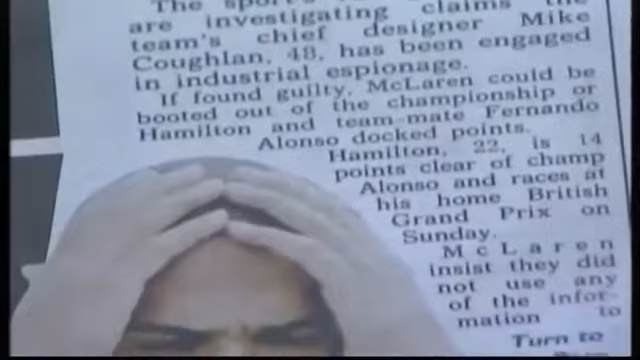 The sport's
are investigating claims the
team's chief designer Mike
Coughlan, 48, has been engaged
in industrial espionage.
If found guilty, McLaren could be
booted out of the championship or
Hamilton and team-mate Fernando
Alonso docked points.
Hamilton, 22, is 14
points clear of champ
Alonso and races at
his home British
Grand Prix on
Sunday.
McLaren
insist they did
not use any
of the infor-
mation to
Turn to